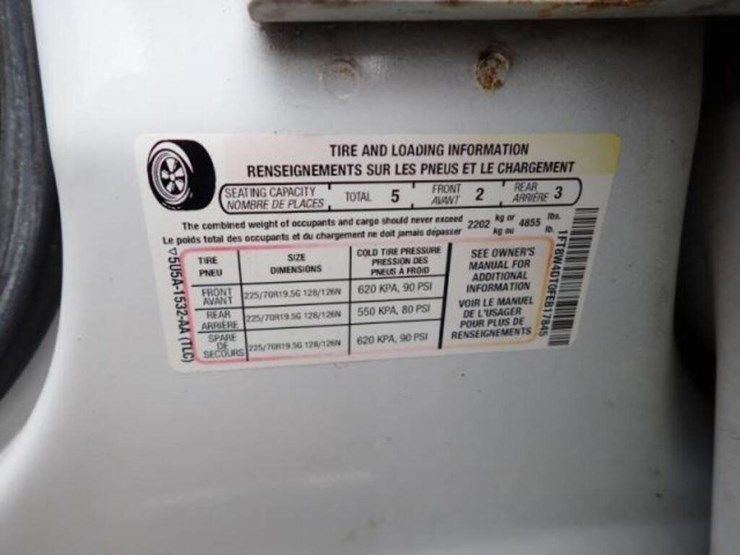 TIRE AND LOADING INFORMATION
RENSEIGNEMENTS SUR LES PNEUS ET LE CHARGEMENT
SEATING CAPACITY
NOMBRE DE PLACES
TOTAL 5
FRONT
AVANT 2
REAR
ARRIÈRE 3
The combined weight of occupants and cargo should never exceed 2202 kg or 4855 lbs.
Le poids total des occupants et du chargement ne doit jamais dépasser kg ou lb.
TIRE
PNEU
SIZE
DIMENSIONS
COLD TIRE PRESSURE
PRESSION DES
PNEUS A FROID
FRONT
AVANT
225/70R19.5G 128/126N
620 KPA, 90 PSI
REAR
ARRIÈRE
225/70R19.5G 128/126N
550 KPA, 80 PSI
SPARE
DE
SECOURS
225/70R19.5G 128/126N
620 KPA, 90 PSI
SEE OWNER'S
MANUAL FOR
ADDITIONAL
INFORMATION
VOIR LE MANUEL
DE L'USAGER
POUR PLUS DE
RENSEIGNEMENTS
5U5A-1532-AA (TLC)
1FT8W4DT0FEB17845